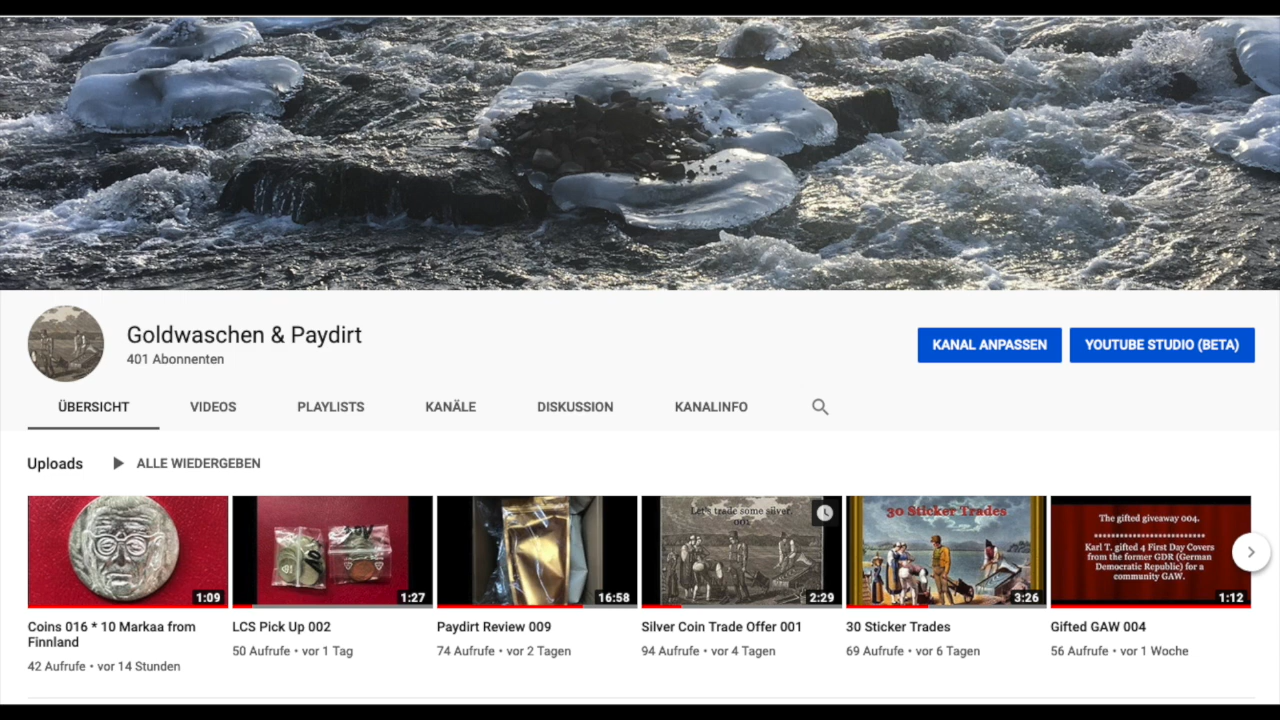 Goldwaschen & Paydirt
401 Abonnenten
KANAL ANPASSEN
YOUTUBE STUDIO (BETA)
ÜBERSICHT
VIDEOS
PLAYLISTS
KANÄLE
DISKUSSION
KANALINFO
Uploads
ALLE WIEDERGEBEN
1:09
Coins 016 * 10 Markaa from
Finnland
42 Aufrufe • vor 14 Stunden
1:27
LCS Pick Up 002
50 Aufrufe • vor 1 Tag
16:58
Paydirt Review 009
74 Aufrufe • vor 2 Tagen
Let's trade some silver.
001
2:29
Silver Coin Trade Offer 001
94 Aufrufe • vor 4 Tagen
30 Sticker Trades
3:26
30 Sticker Trades
69 Aufrufe • vor 6 Tagen
The gifted giveaway 004.
Karl T. gifted 4 First Day Covers
from the former GDR (German
Democratic Republic) for a
community GAW.
1:12
Gifted GAW 004
56 Aufrufe • vor 1 Woche